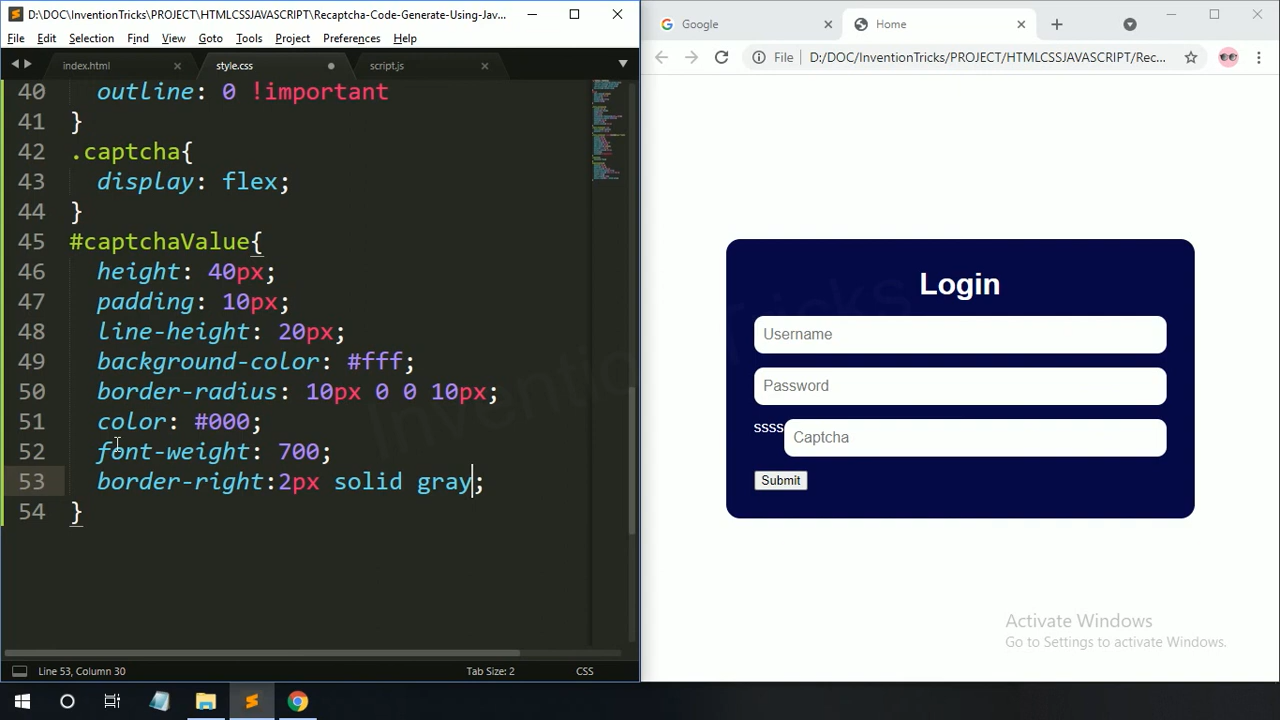 D:\DOC\InventionTricks\PROJECT\HTMLCSSJAVASCRIPT\Recaptcha-Code-Generate-Using-Jav...
File Edit Selection Find View Goto Tools Project Preferences Help
index.html style.css script.js
40 outline: 0 !important
41 }
42 .captcha{
43 display: flex;
44 }
45 #captchaValue{
46 height: 40px;
47 padding: 10px;
48 line-height: 20px;
49 background-color: #fff;
50 border-radius: 10px 0 0 10px;
51 color: #000;
52 font-weight: 700;
53 border-right:2px solid gray;
54 }
Line 53, Column 30 Tab Size: 2 CSS
Google Home
File D:/DOC/InventionTricks/PROJECT/HTMLCSSJAVASCRIPT/Rec...
Login
Username
Password
ssss Captcha
Submit
Invention Tricks
Activate Windows
Go to Settings to activate Windows.